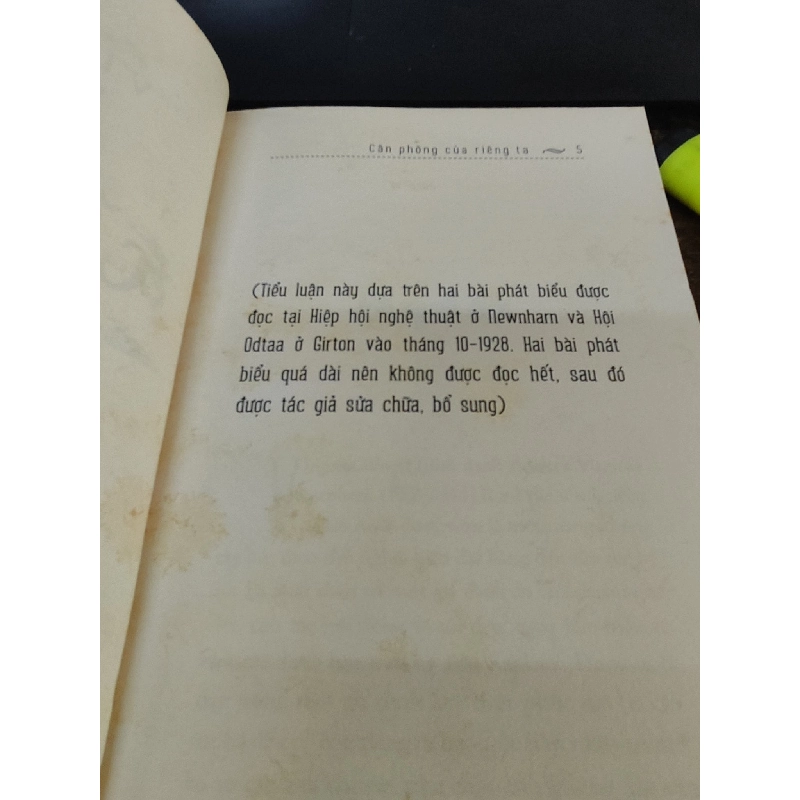 Căn phòng của riêng ta 5
(Tiểu luận này dựa trên hai bài phát biểu được
đọc tại Hiệp hội nghệ thuật ở Newnharn và Hội
Odtaa ở Girton vào tháng 10-1928. Hai bài phát
biểu quá dài nên không được đọc hết, sau đó
được tác giả sửa chữa, bổ sung)